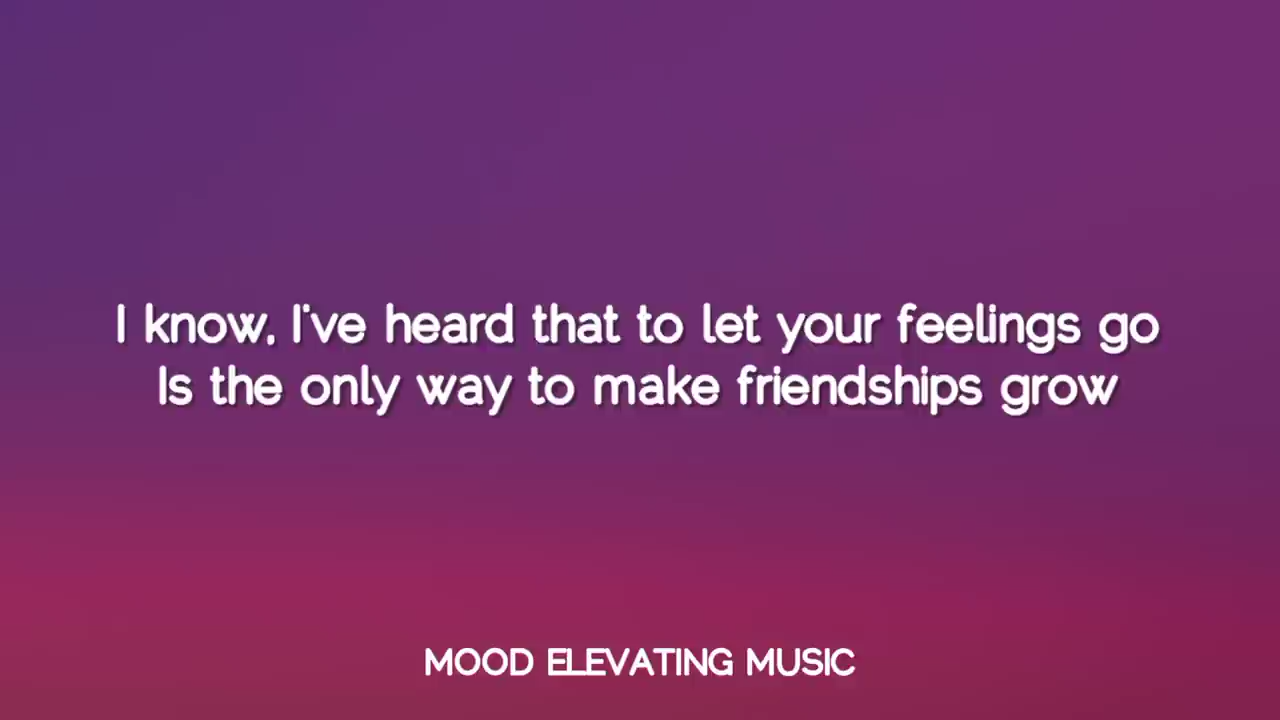 I know, I've heard that to let your feelings go
Is the only way to make friendships grow
MOOD ELEVATING MUSIC